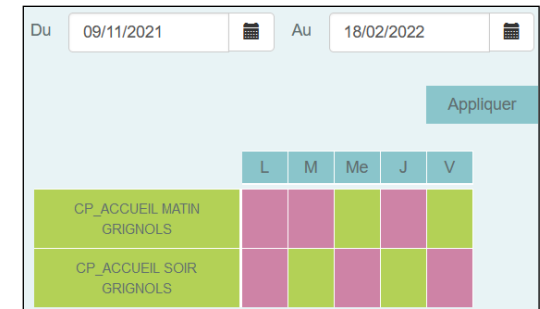 Du 09/11/2021 Au 18/02/2022
Appliquer
L M Me J V
CP_ACCUEIL MATIN
GRIGNOLS
CP_ACCUEIL SOIR
GRIGNOLS